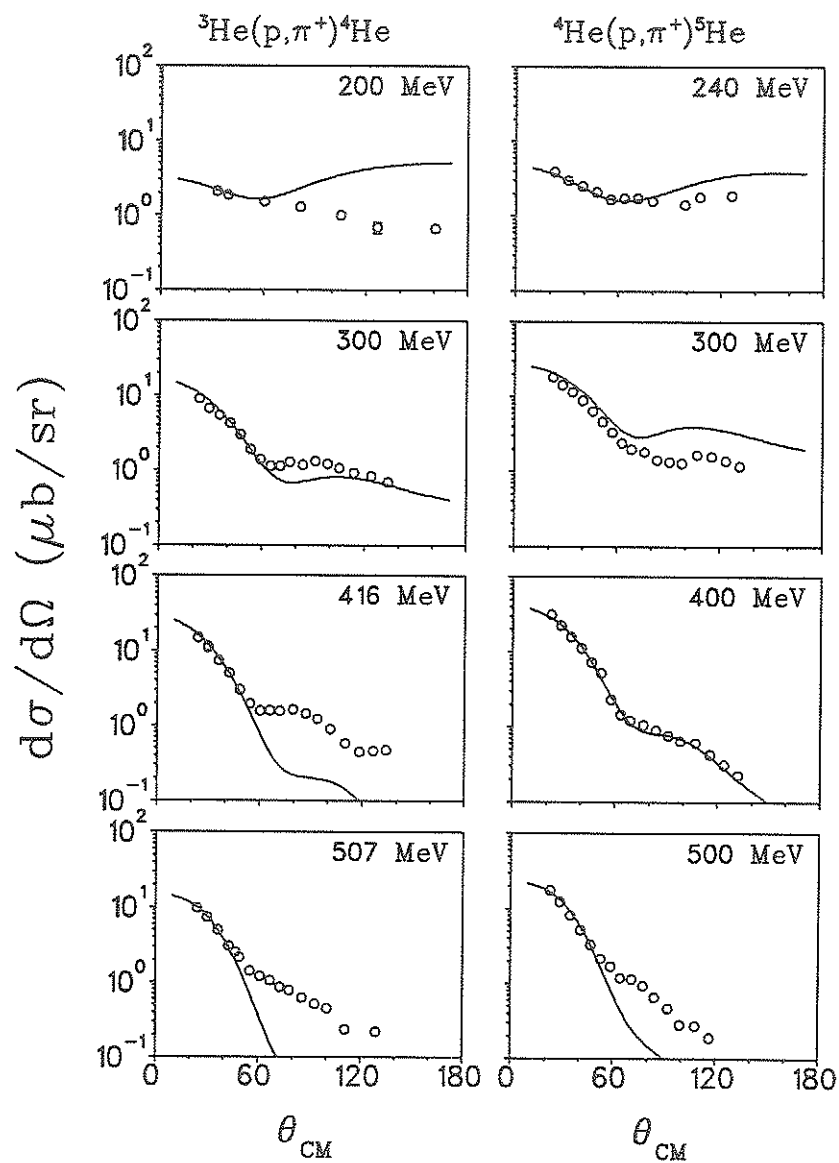 ³He(p,π⁺)⁴He ⁴He(p,π⁺)⁵He
10² 200 MeV 240 MeV
10¹
10⁰
10⁻¹
10² 300 MeV 300 MeV
10¹
10⁰
10⁻¹
10² 416 MeV 400 MeV
10¹
10⁰
10⁻¹
10² 507 MeV 500 MeV
10¹
10⁰
10⁻¹
0 60 120 180 0 60 120 180
θCM θCM
dσ/dΩ (μb/sr)